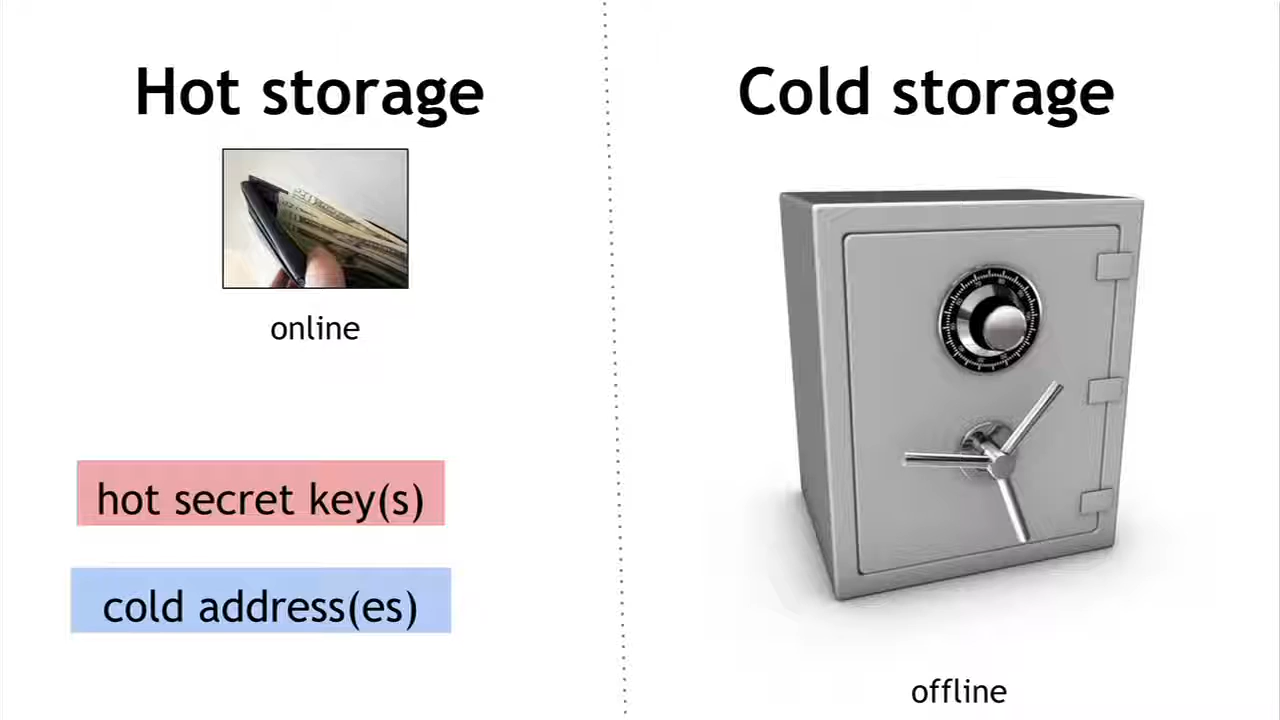 Hot storage
online
hot secret key(s)
cold address(es)
Cold storage
offline